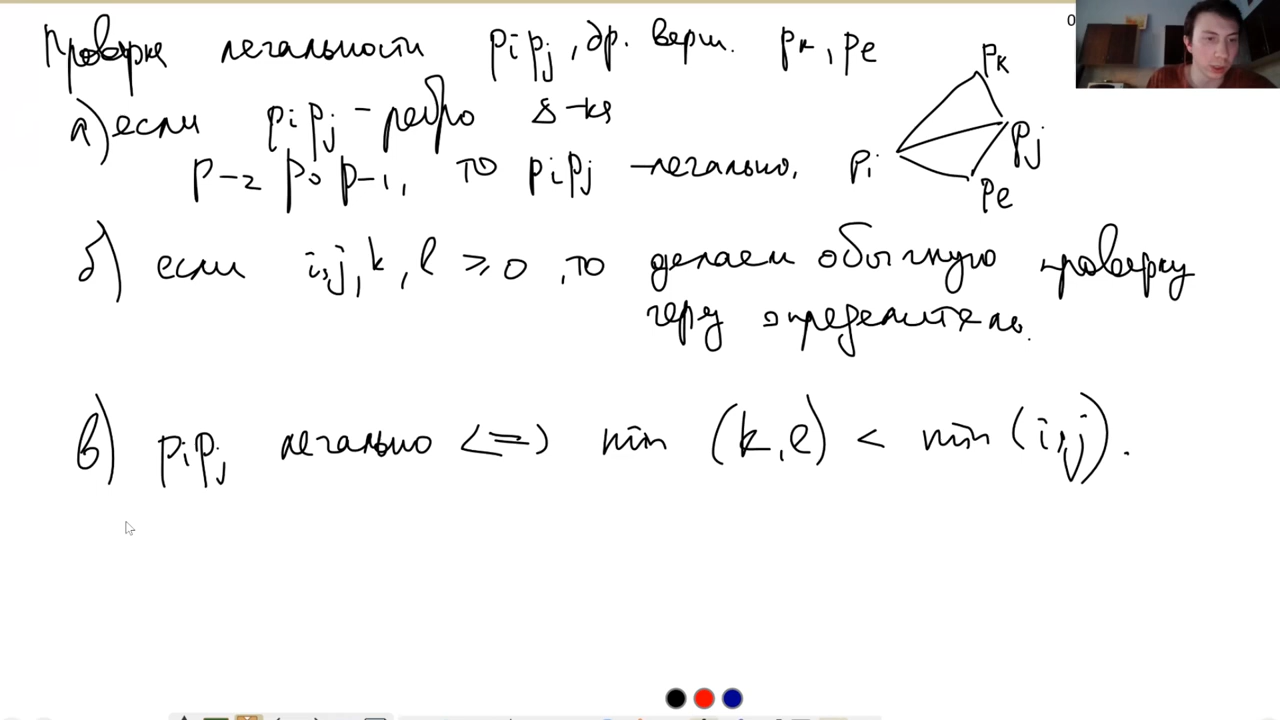 Проверка легальности pipj, др. верш. pk, pe
а) если pipj – ребро Δ-ка
p-2 p0 p-1, то pipj – легально.
pk
pi
pj
pe
б) если i,j,k,l ≥ 0, то делаем обычную проверку
через определитель.
в) pipj легально <=> min (k,l) < min (i,j).